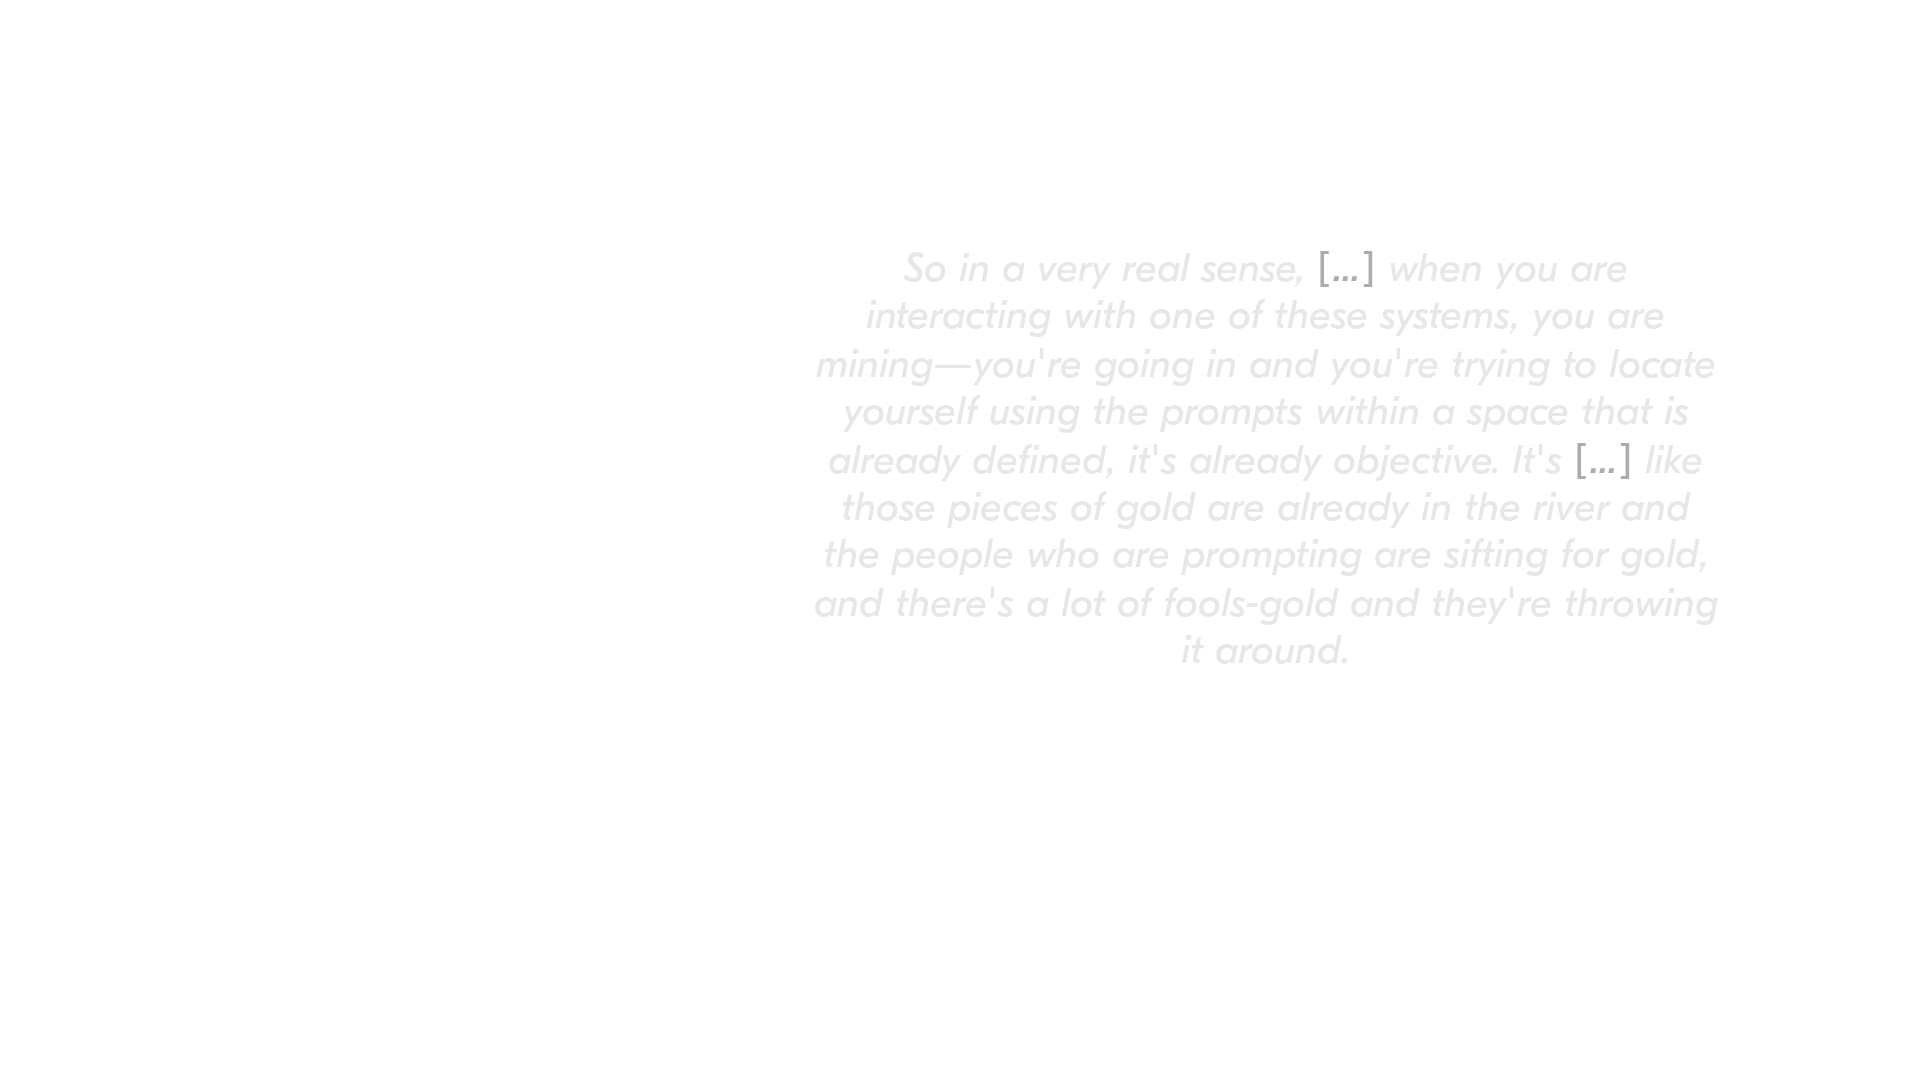 So in a very real sense, [...] when you are
interacting with one of these systems, you are
mining—you're going in and you're trying to locate
yourself using the prompts within a space that is
already defined, it's already objective. It's [...] like
those pieces of gold are already in the river and
the people who are prompting are sifting for gold,
and there's a lot of fools-gold and they're throwing
it around.